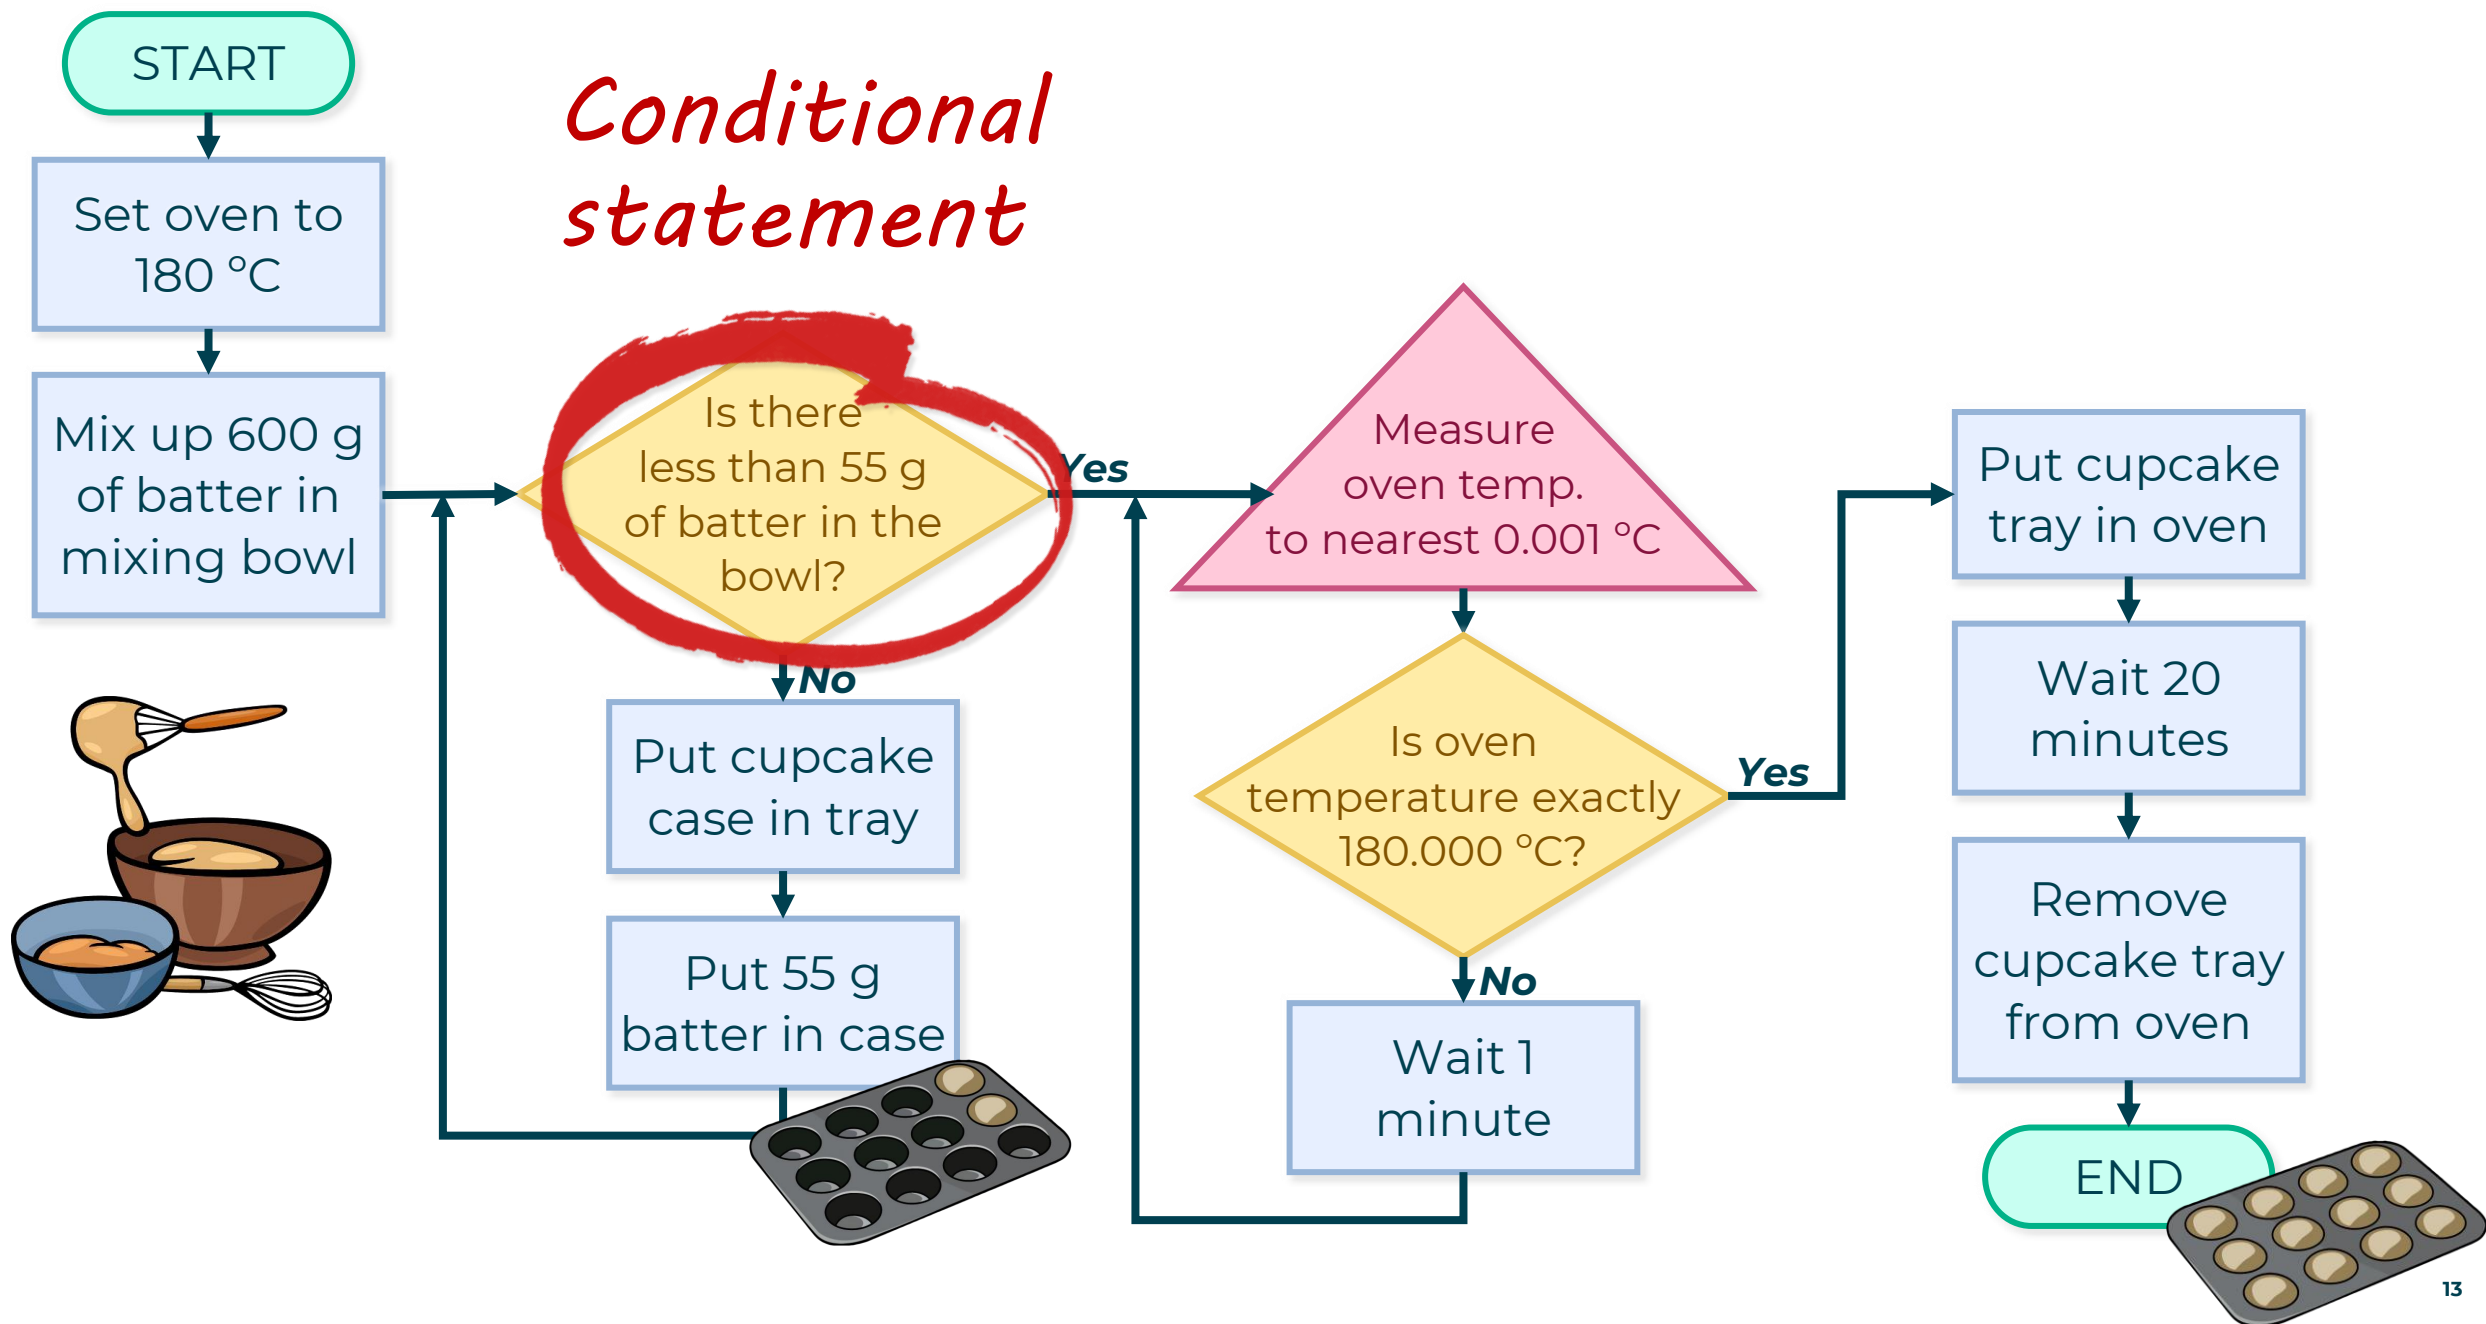 START
Set oven to
180 °C
Mix up 600 g
of batter in
mixing bowl
Conditional
statement
Is there
less than 55 g
of batter in the
bowl?
Yes
No
Put cupcake
case in tray
Put 55 g
batter in case
Measure
oven temp.
to nearest 0.001 °C
Is oven
temperature exactly
180.000 °C?
Yes
No
Wait 1
minute
Put cupcake
tray in oven
Wait 20
minutes
Remove
cupcake tray
from oven
END
13